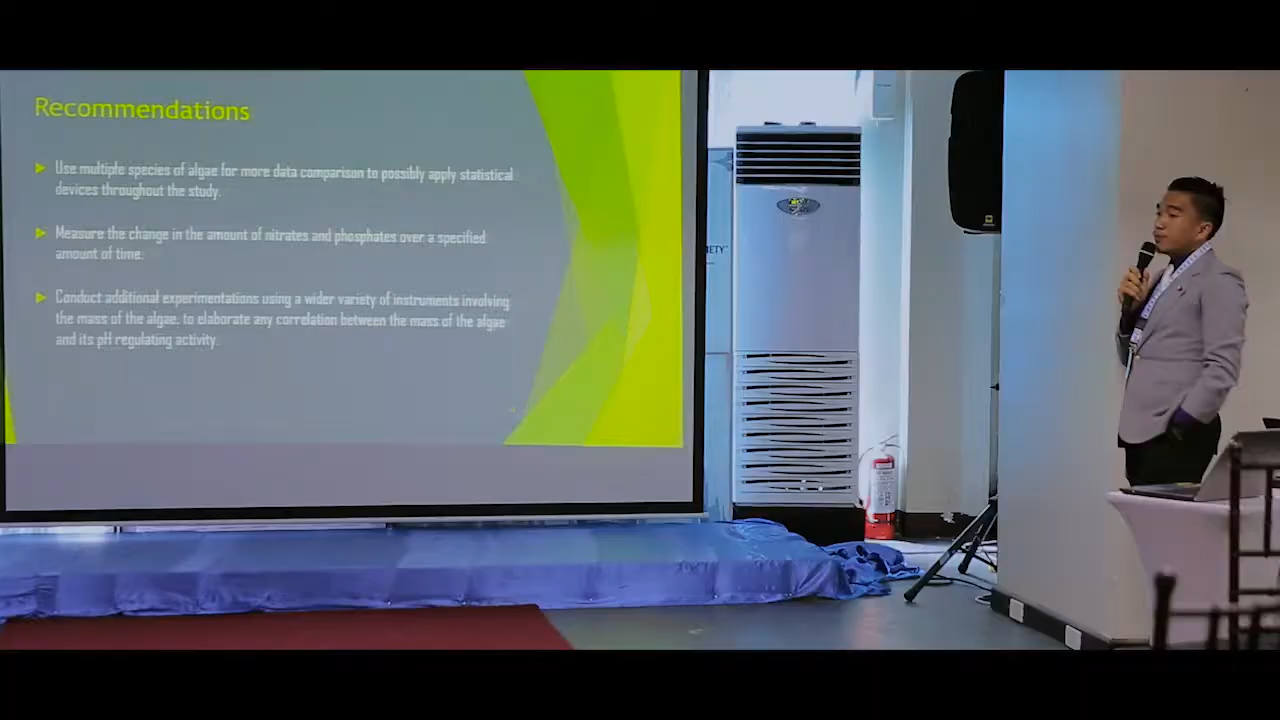 Recommendations
Use multiple species of algae for more data comparison to possibly apply statistical
devices throughout the study.
Measure the change in the amount of nitrates and phosphates over a specified
amount of time.
Conduct additional experimentations using a wider variety of instruments involving
the mass of the algae, to elaborate any correlation between the mass of the algae
and its pH regulating activity.
IETY"